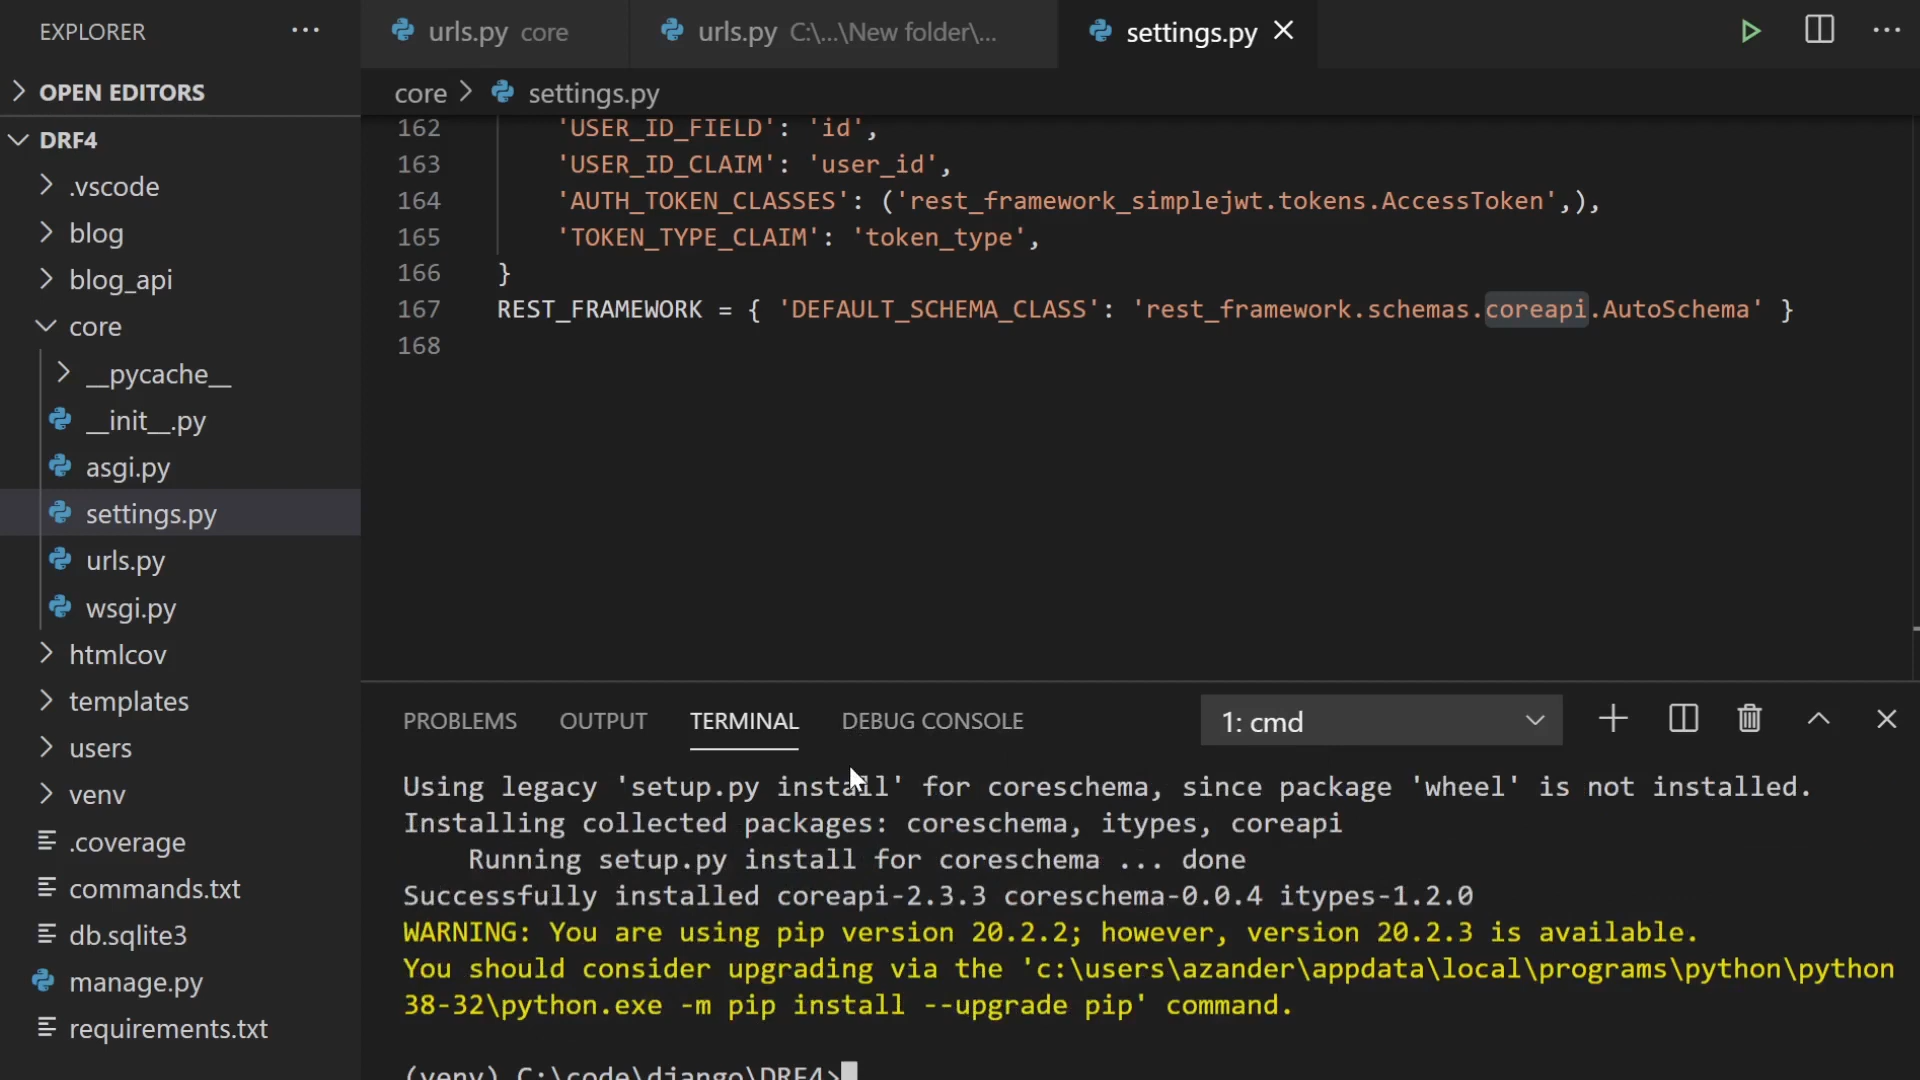 EXPLORER
OPEN EDITORS
DRF4
.vscode
blog
blog_api
core
__pycache__
__init__.py
asgi.py
settings.py
urls.py
wsgi.py
htmlcov
templates
users
venv
.coverage
commands.txt
db.sqlite3
manage.py
requirements.txt
urls.py core
urls.py C:\...\New folder\...
settings.py
core > settings.py
162 'USER_ID_FIELD': 'id',
163 'USER_ID_CLAIM': 'user_id',
164 'AUTH_TOKEN_CLASSES': ('rest_framework_simplejwt.tokens.AccessToken',),
165 'TOKEN_TYPE_CLAIM': 'token_type',
166 }
167 REST_FRAMEWORK = { 'DEFAULT_SCHEMA_CLASS': 'rest_framework.schemas.coreapi.AutoSchema' }
168
PROBLEMS OUTPUT TERMINAL DEBUG CONSOLE 1: cmd
Using legacy 'setup.py install' for coreschema, since package 'wheel' is not installed.
Installing collected packages: coreschema, itypes, coreapi
Running setup.py install for coreschema ... done
Successfully installed coreapi-2.3.3 coreschema-0.0.4 itypes-1.2.0
WARNING: You are using pip version 20.2.2; however, version 20.2.3 is available.
You should consider upgrading via the 'c:\users\azander\appdata\local\programs\python\python
38-32\python.exe -m pip install --upgrade pip' command.
(venv) C:\code\django\DRF4>